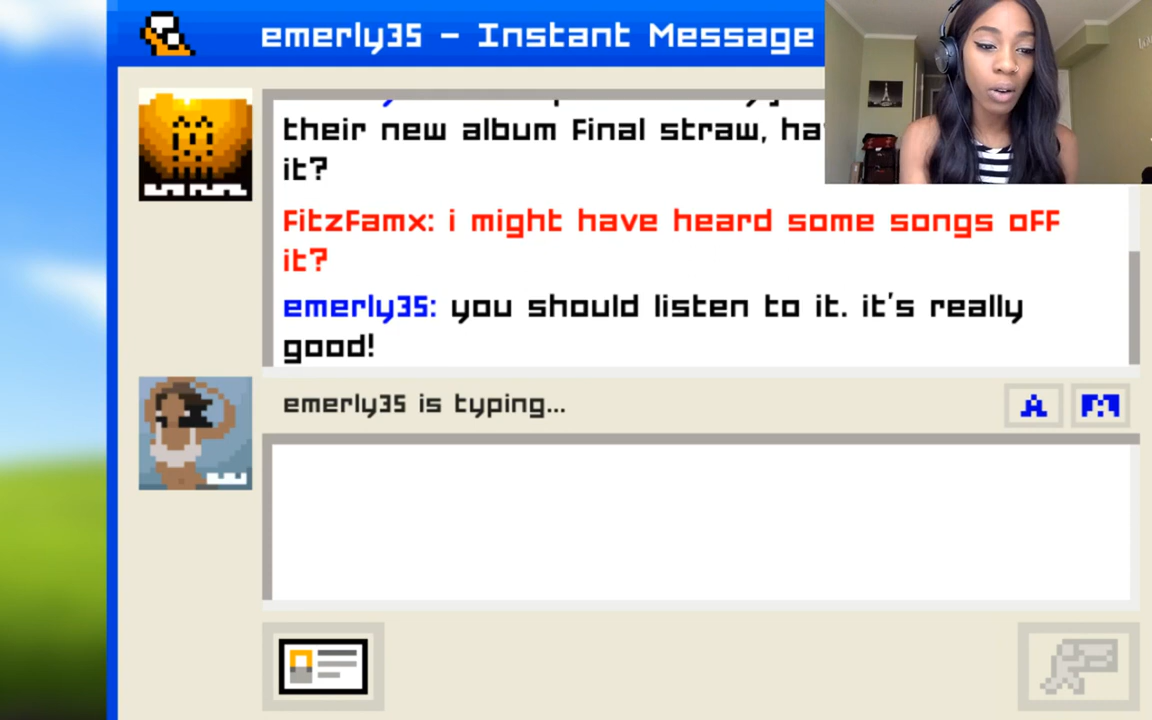 emerly35 - Instant Message
their new album Final straw, ha
it?
FitzFamx: i might have heard some songs off
it?
emerly35: you should listen to it. it's really
good!
emerly35 is typing...
A